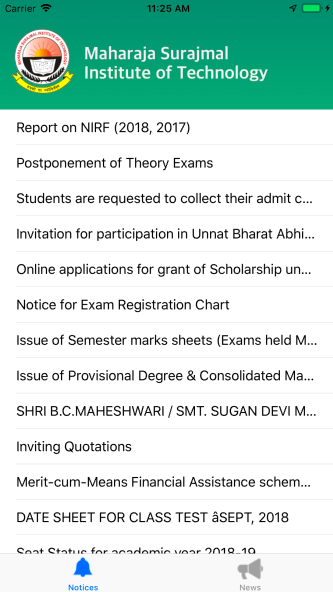 Carrier 11:25 AM
Maharaja Surajmal
Institute of Technology
Report on NIRF (2018, 2017)
Postponement of Theory Exams
Students are requested to collect their admit c...
Invitation for participation in Unnat Bharat Abhi...
Online applications for grant of Scholarship un...
Notice for Exam Registration Chart
Issue of Semester marks sheets (Exams held M...
Issue of Provisional Degree & Consolidated Ma...
SHRI B.C.MAHESHWARI / SMT. SUGAN DEVI M...
Inviting Quotations
Merit-cum-Means Financial Assistance schem...
DATE SHEET FOR CLASS TEST âSEPT, 2018
Seat Status for academic year 2018-19
Notices News